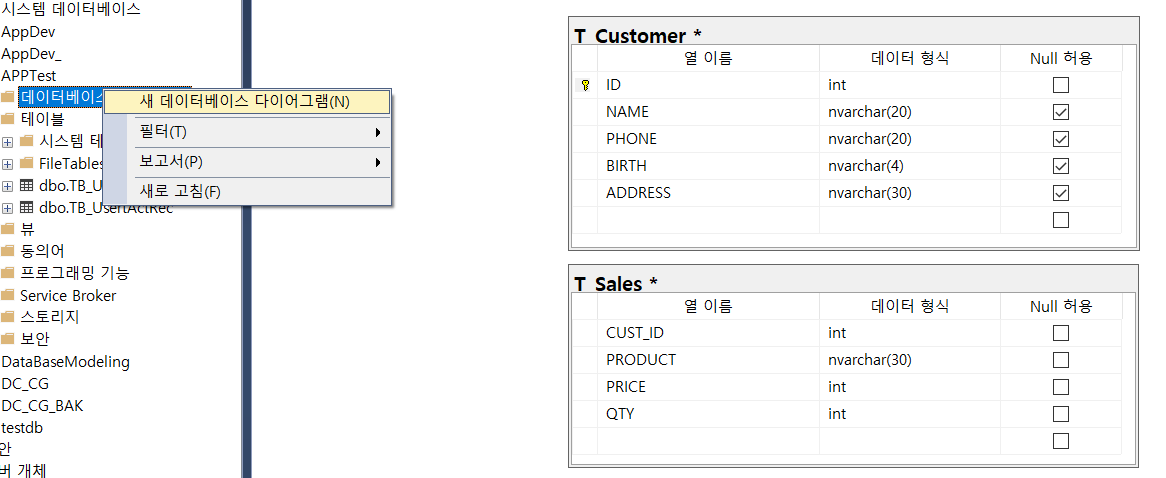 시스템 데이터베이스
AppDev
AppDev_
APPTest
데이터베이스
새 데이터베이스 다이어그램(N)
필터(T)
보고서(P)
새로 고침(F)
테이블
시스템 테
FileTables
dbo.TB_U
dbo.TB_UsertActRec
뷰
동의어
프로그래밍 기능
Service Broker
스토리지
보안
DataBaseModeling
DC_CG
DC_CG_BAK
testdb
안
버 개체
T_Customer *
열 이름 데이터 형식 Null 허용
ID int
NAME nvarchar(20)
PHONE nvarchar(20)
BIRTH nvarchar(4)
ADDRESS nvarchar(30)
T_Sales *
열 이름 데이터 형식 Null 허용
CUST_ID int
PRODUCT nvarchar(30)
PRICE int
QTY int